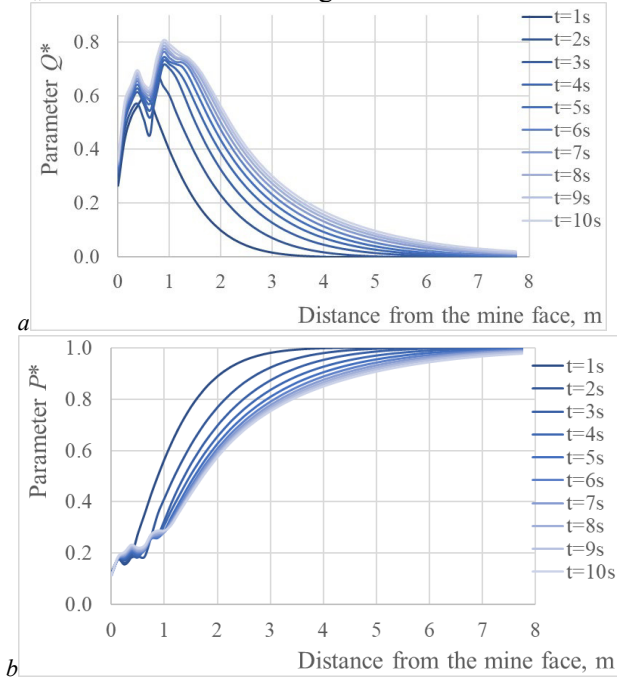 0.8
0.6
0.4
0.2
0.0
Parameter Q*
0 1 2 3 4 5 6 7 8
Distance from the mine face, m
t=1s
t=2s
t=3s
t=4s
t=5s
t=6s
t=7s
t=8s
t=9s
t=10s
a
1.0
0.8
0.6
0.4
0.2
0.0
Parameter P*
0 1 2 3 4 5 6 7 8
Distance from the mine face, m
t=1s
t=2s
t=3s
t=4s
t=5s
t=6s
t=7s
t=8s
t=9s
t=10s
b